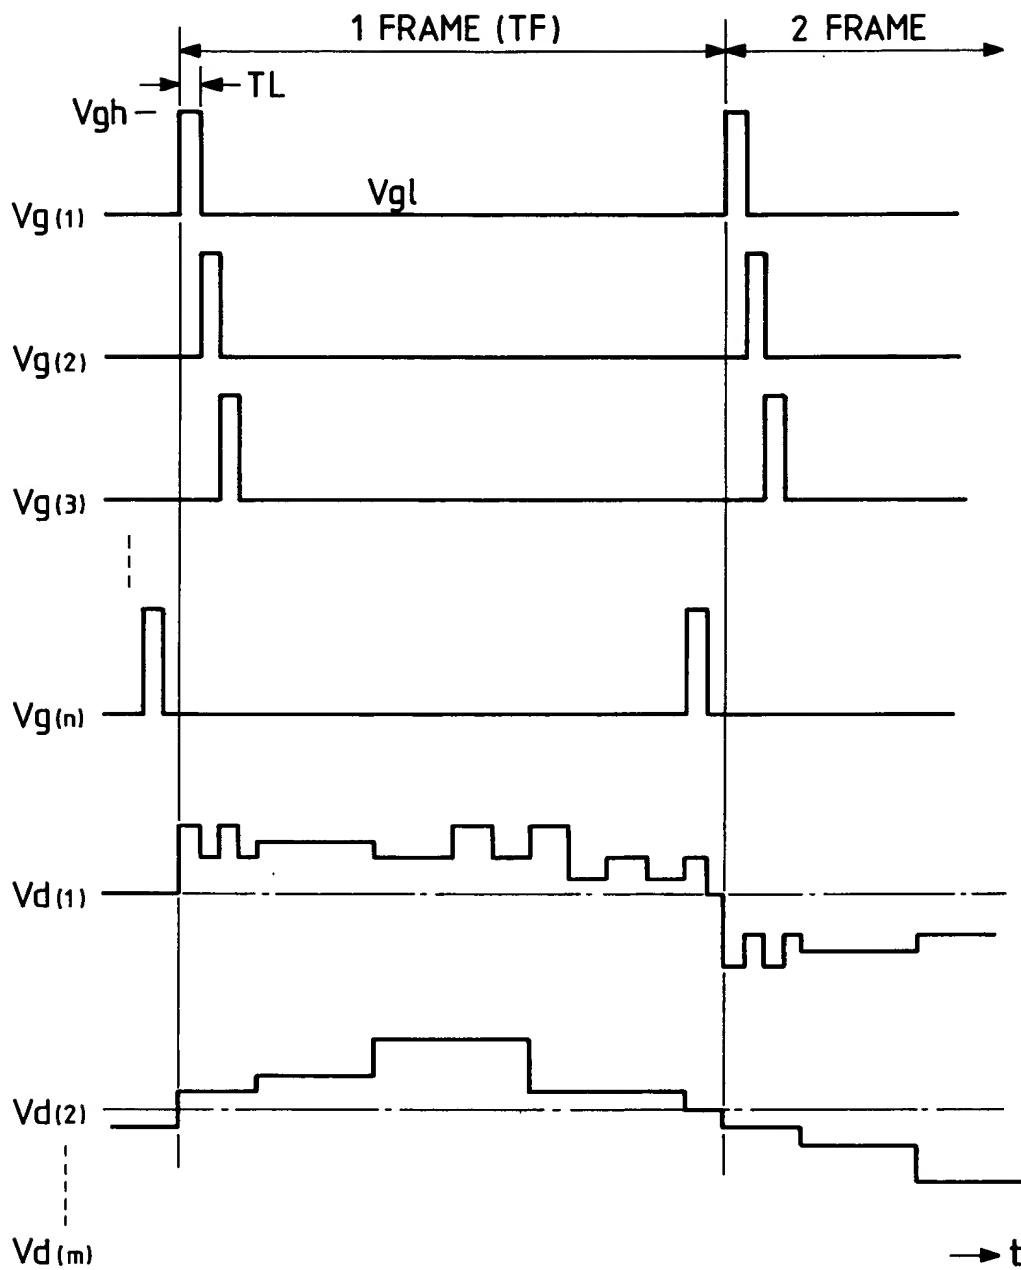 1 FRAME (TF) 2 FRAME
TL
Vgh
Vgl
Vg(1)
Vg(2)
Vg(3)
Vg(n)
Vd(1)
Vd(2)
Vd(m)
t